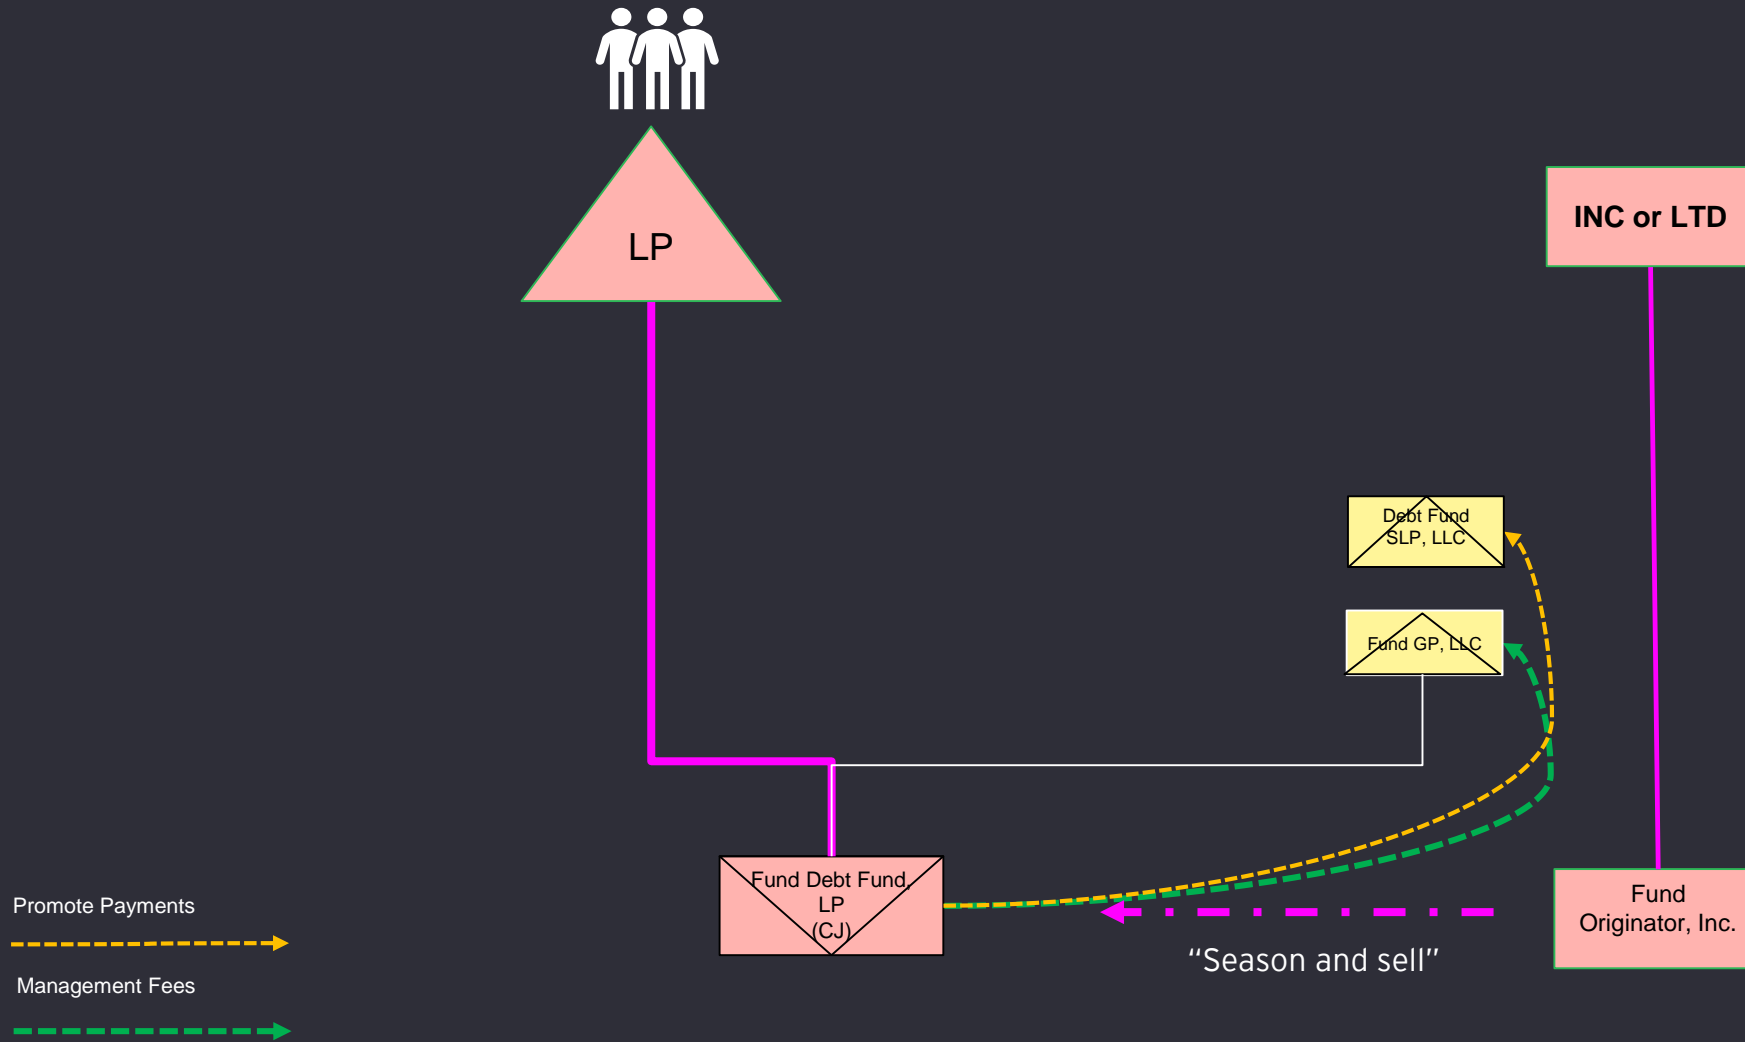 LP
INC or LTD
Debt Fund
SLP, LLC
Fund GP, LLC
Fund Debt Fund,
LP
(CJ)
Fund
Originator, Inc.
“Season and sell”
Promote Payments
Management Fees